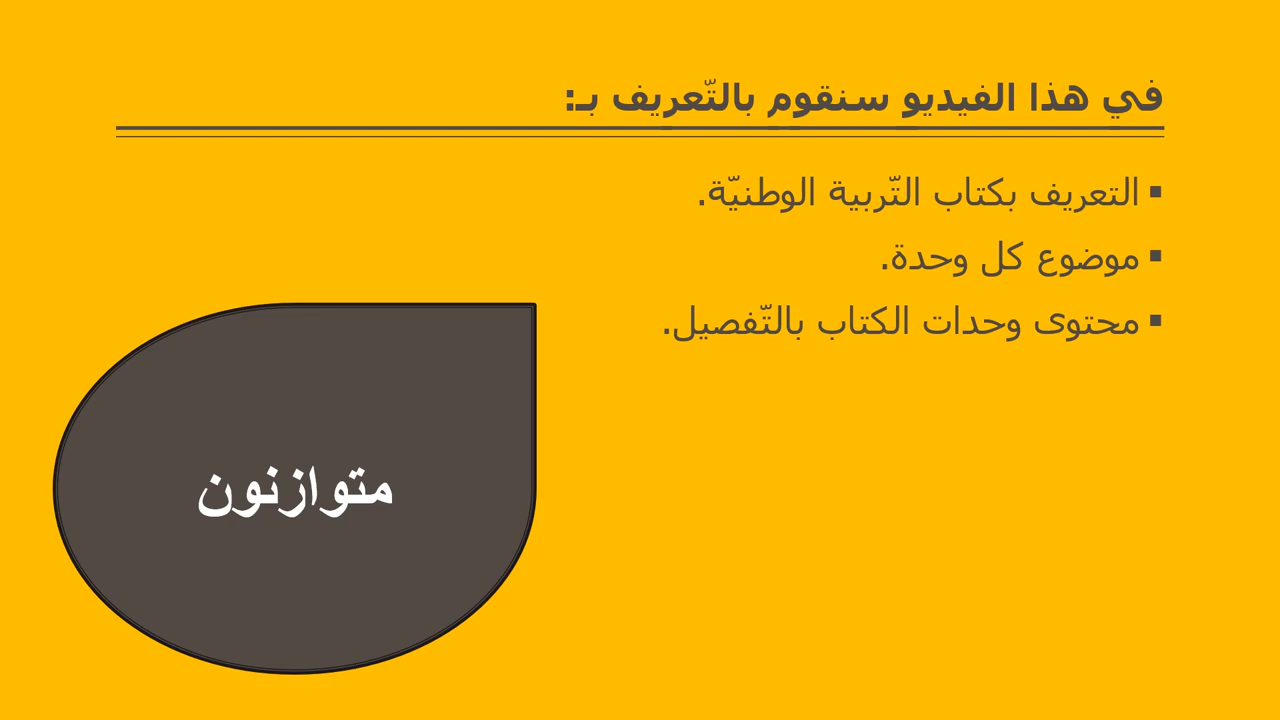 في هذا الفيديو سنقوم بالتّعريف بـ:
▪ التعريف بكتاب التّربية الوطنيّة.
▪ موضوع كل وحدة.
▪ محتوى وحدات الكتاب بالتّفصيل.
متوازنون